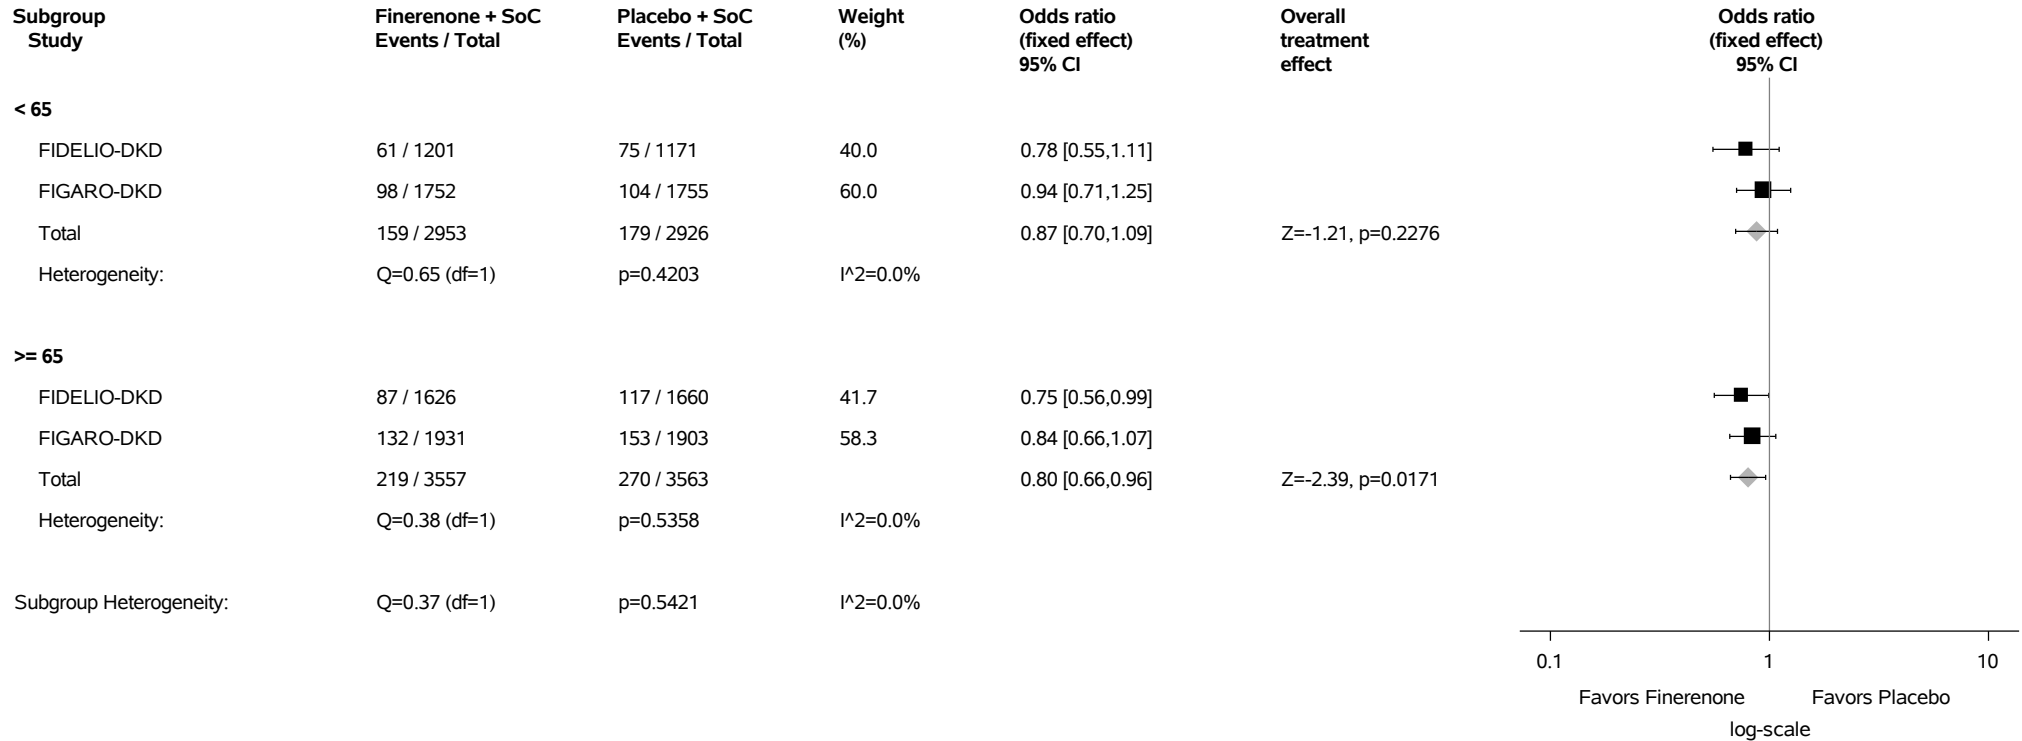 Subgroup Finerenone + SoC Placebo + SoC Weight Odds ratio Overall Odds ratio
Study Events / Total Events / Total (%) (fixed effect) treatment (fixed effect)
95% CI effect 95% CI
< 65
FIDELIO-DKD 61 / 1201 75 / 1171 40.0 0.78 [0.55,1.11]
FIGARO-DKD 98 / 1752 104 / 1755 60.0 0.94 [0.71,1.25]
Total 159 / 2953 179 / 2926 0.87 [0.70,1.09] Z=-1.21, p=0.2276
Heterogeneity: Q=0.65 (df=1) p=0.4203 I^2=0.0%
>= 65
FIDELIO-DKD 87 / 1626 117 / 1660 41.7 0.75 [0.56,0.99]
FIGARO-DKD 132 / 1931 153 / 1903 58.3 0.84 [0.66,1.07]
Total 219 / 3557 270 / 3563 0.80 [0.66,0.96] Z=-2.39, p=0.0171
Heterogeneity: Q=0.38 (df=1) p=0.5358 I^2=0.0%
Subgroup Heterogeneity: Q=0.37 (df=1) p=0.5421 I^2=0.0%
0.1 1 10
Favors Finerenone Favors Placebo
log-scale